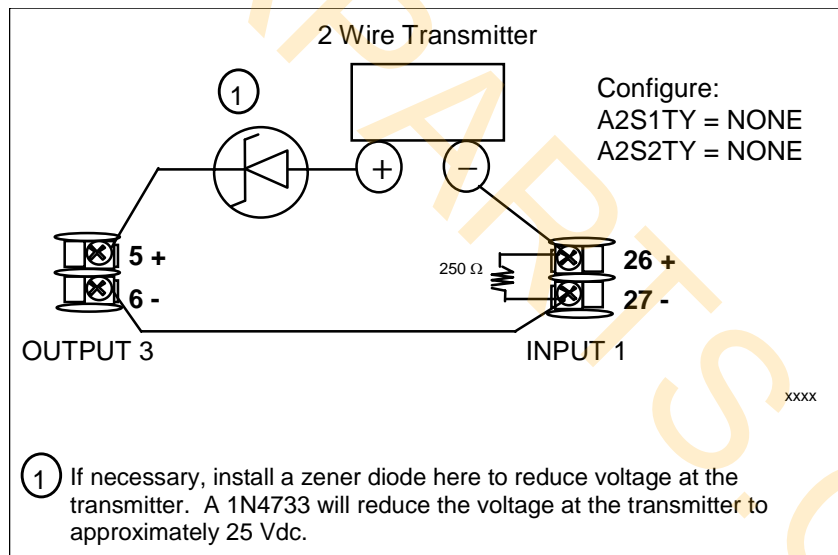 2 Wire Transmitter
1
Configure:
A2S1TY = NONE
A2S2TY = NONE
+ −
5 +
6 -
250 Ω
26 +
27 -
OUTPUT 3
INPUT 1
xxxx
1 If necessary, install a zener diode here to reduce voltage at the
transmitter. A 1N4733 will reduce the voltage at the transmitter to
approximately 25 Vdc.
PARTS.